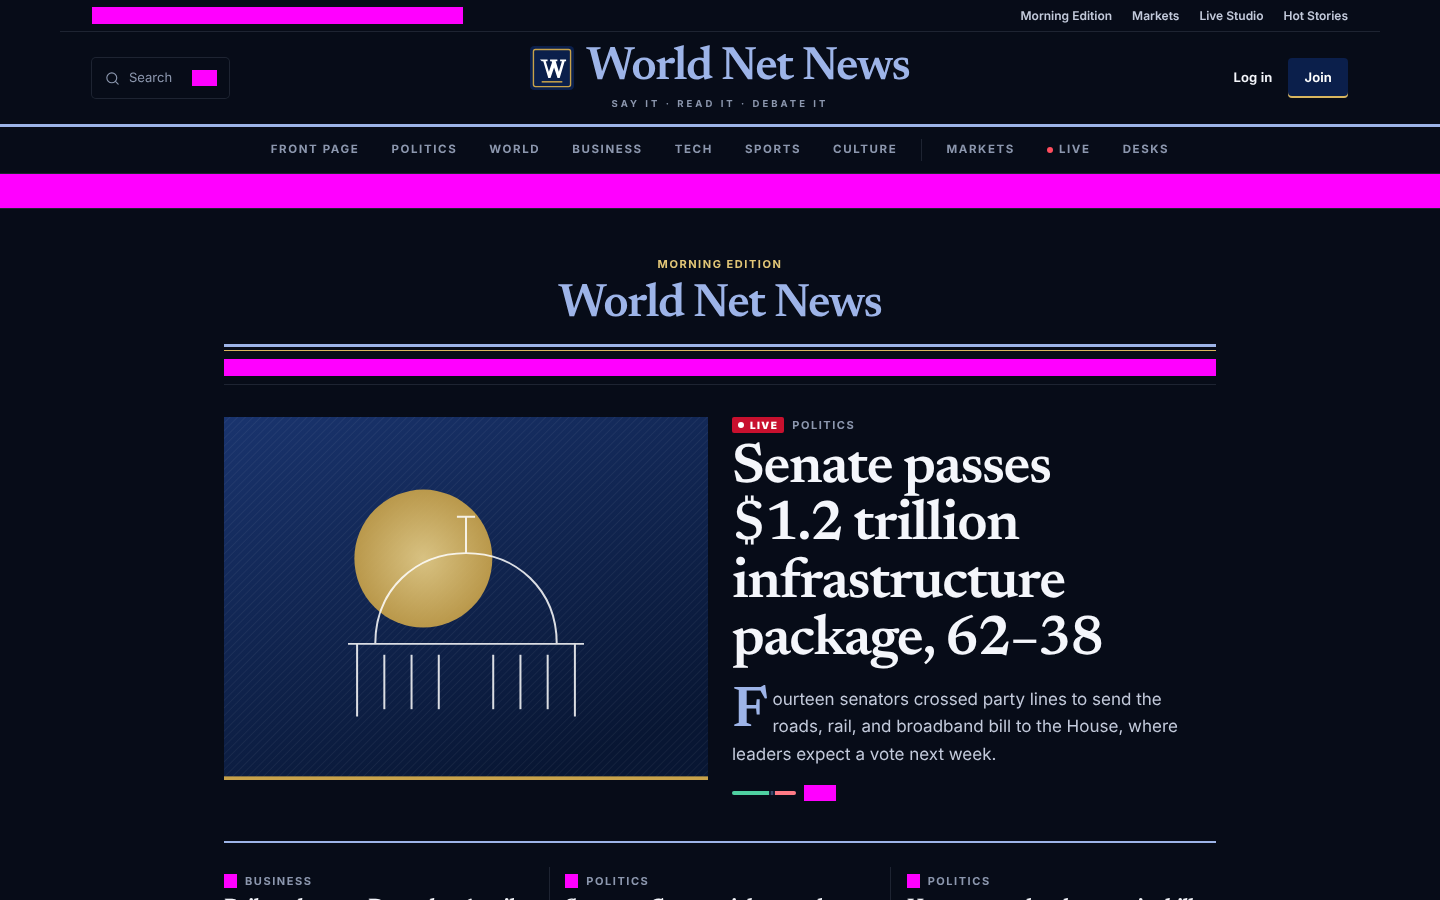 Morning Edition Markets Live Studio Hot Stories
Search
W World Net News
SAY IT · READ IT · DEBATE IT
Log in Join
FRONT PAGE POLITICS WORLD BUSINESS TECH SPORTS CULTURE MARKETS LIVE DESKS
MORNING EDITION
World Net News
LIVE POLITICS
Senate passes
$1.2 trillion
infrastructure
package, 62–38
Fourteen senators crossed party lines to send the
roads, rail, and broadband bill to the House, where
leaders expect a vote next week.
BUSINESS POLITICS POLITICS